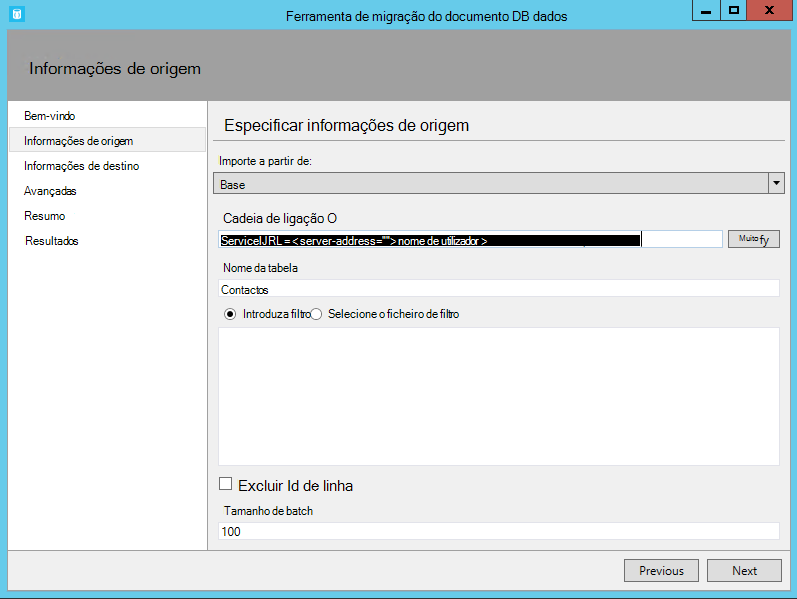 Ferramenta de migração do documento DB dados
Informações de origem
Bem-vindo
Informações de origem
Informações de destino
Avançadas
Resumo
Resultados
Especificar informações de origem
Importe a partir de:
Base
Cadeia de ligação O
ServiceIJRL=<server-address="">nome de utilizador>
Muito fy
Nome da tabela
Contactos
Introduza filtro Selecione o ficheiro de filtro
Excluir Id de linha
Tamanho de batch
100
Previous Next